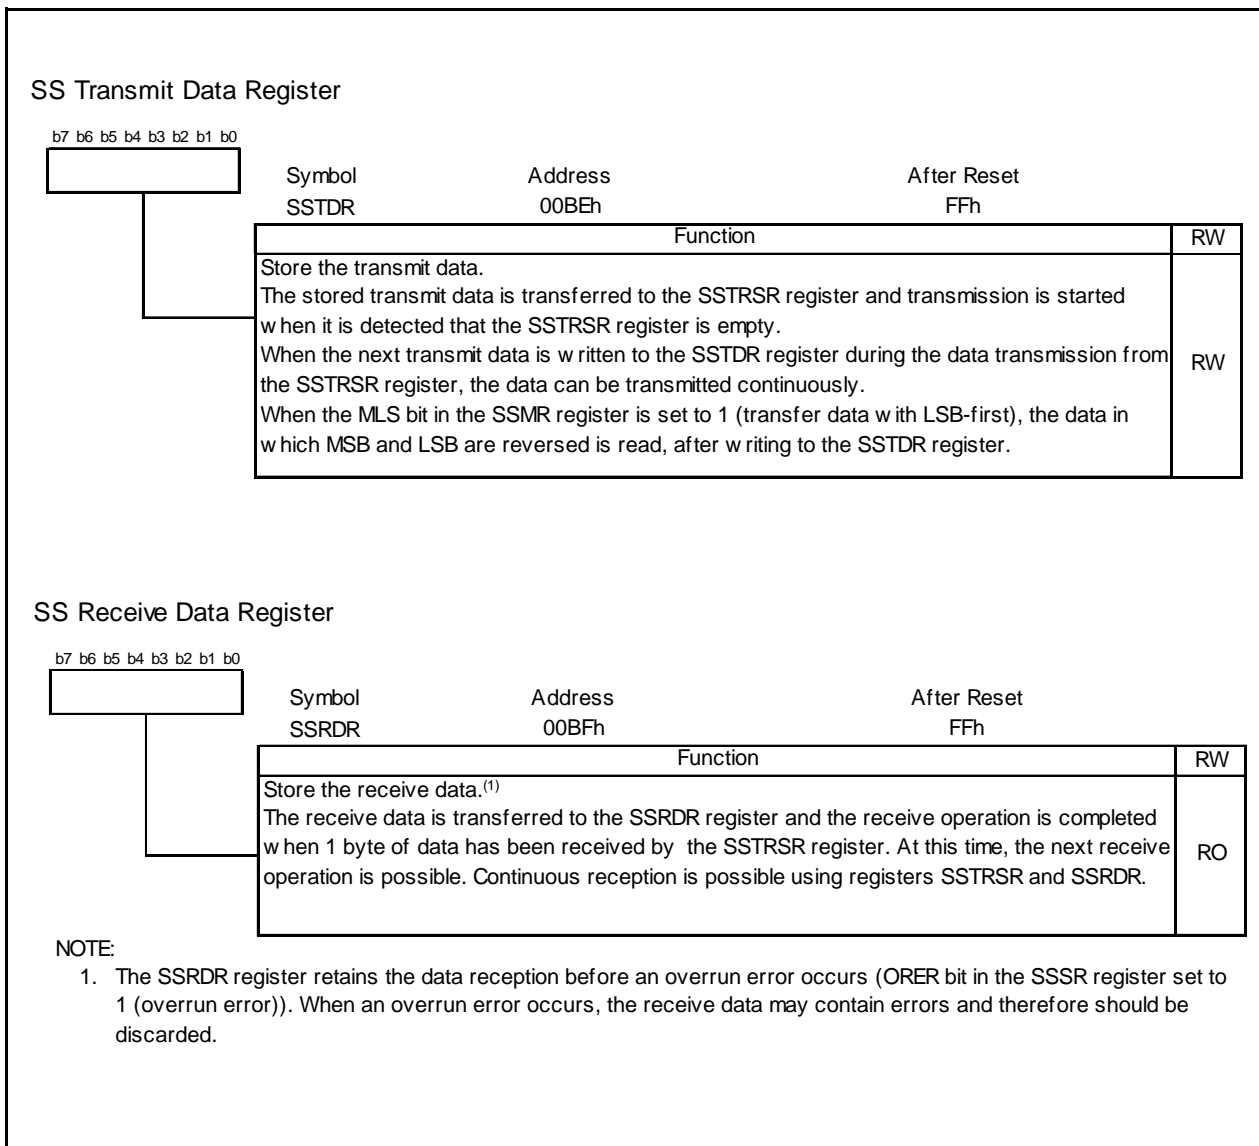 SS Transmit Data Register
b7 b6 b5 b4 b3 b2 b1 b0
Symbol Address After Reset
SSTDR 00BEh FFh
Function RW
Store the transmit data.
The stored transmit data is transferred to the SSTRSR register and transmission is started
when it is detected that the SSTRSR register is empty.
When the next transmit data is written to the SSTDR register during the data transmission from
the SSTRSR register, the data can be transmitted continuously.
RW
When the MLS bit in the SSMR register is set to 1 (transfer data with LSB-first), the data in
which MSB and LSB are reversed is read, after writing to the SSTDR register.
SS Receive Data Register
b7 b6 b5 b4 b3 b2 b1 b0
Symbol Address After Reset
SSRDR 00BFh FFh
Function RW
Store the receive data.(1)
The receive data is transferred to the SSRDR register and the receive operation is completed
when 1 byte of data has been received by the SSTRSR register. At this time, the next receive
operation is possible. Continuous reception is possible using registers SSTRSR and SSRDR.
RO
NOTE:
1. The SSRDR register retains the data reception before an overrun error occurs (ORER bit in the SSSR register set to
1 (overrun error)). When an overrun error occurs, the receive data may contain errors and therefore should be
discarded.